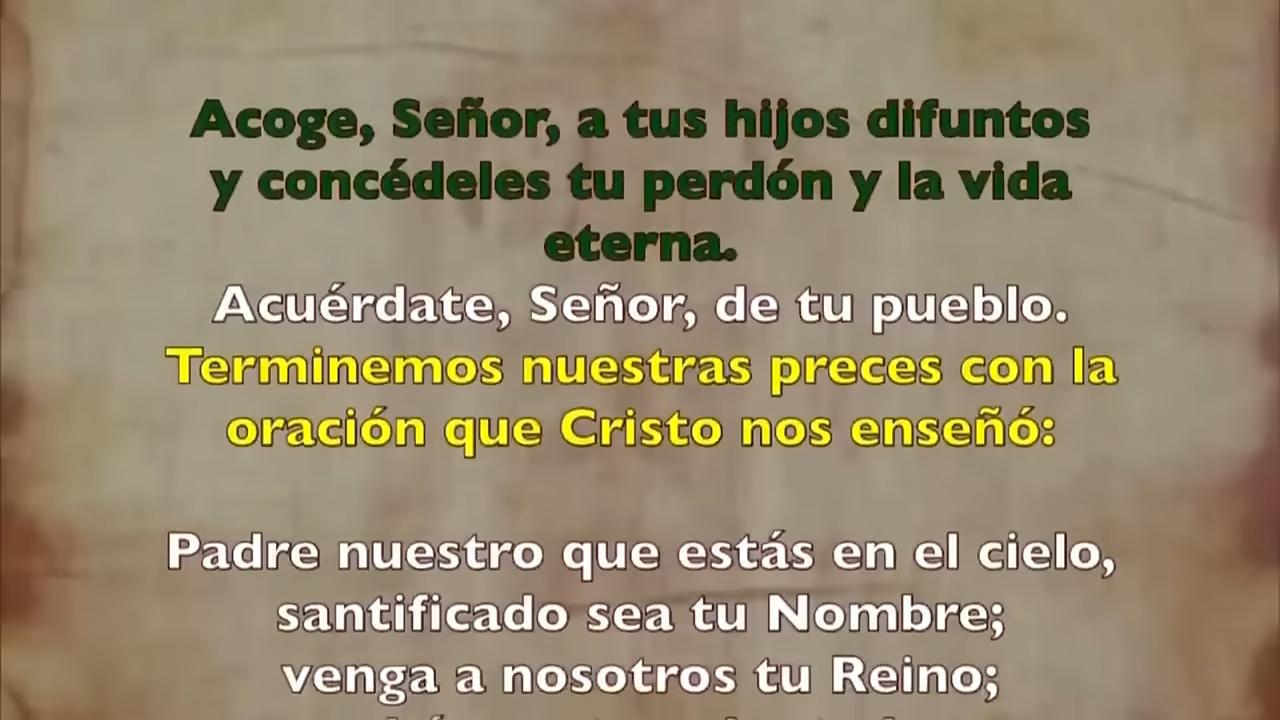 Acoge, Señor, a tus hijos difuntos
y concédeles tu perdón y la vida
eterna.
Acuérdate, Señor, de tu pueblo.
Terminemos nuestras preces con la
oración que Cristo nos enseñó:
Padre nuestro que estás en el cielo,
santificado sea tu Nombre;
venga a nosotros tu Reino;